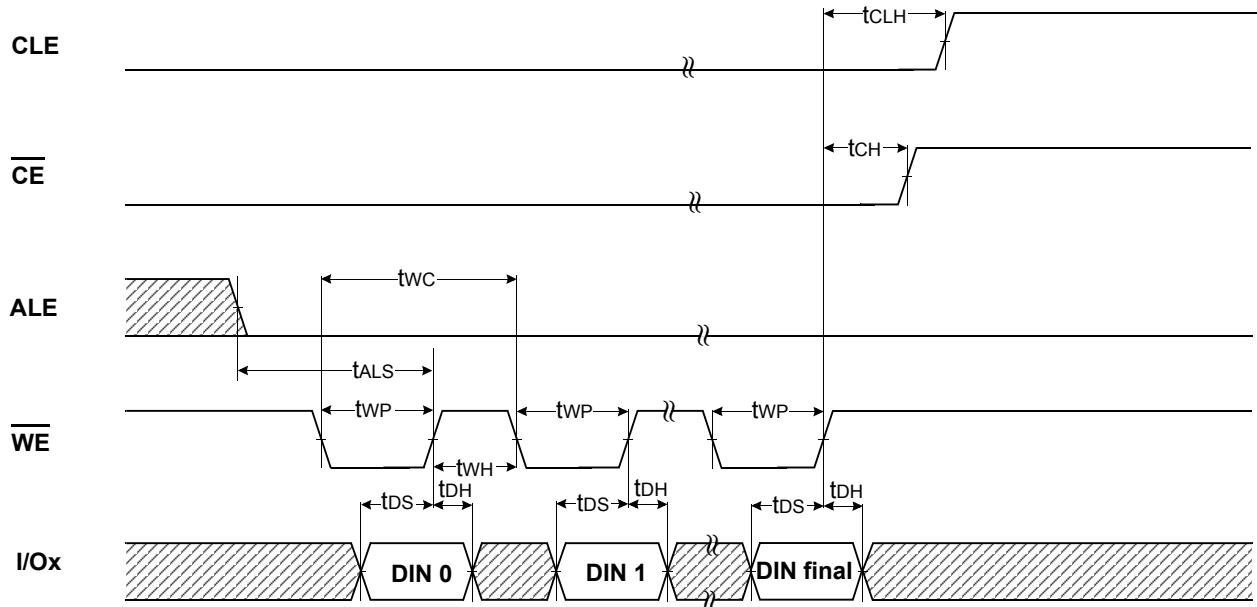 tCLH
CLE
tCH
CE
tWC
ALE
tALS
tWP tWP tWP
WE
tWH
tDS tDH tDS tDH tDS tDH
I/Ox DIN 0 DIN 1 DIN final